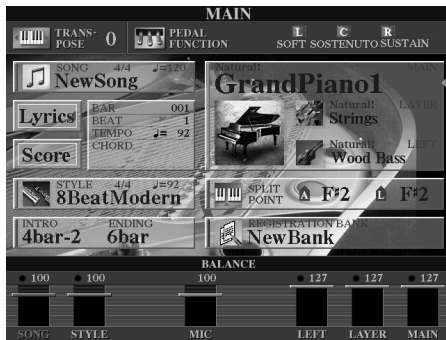 MAIN
TRANS-
POSE 0
PEDAL
FUNCTION
L C R
SOFT SOSTENUTO SUSTAIN
SONG 4/4 ♩=120
NewSong
Natural! MAIN
GrandPiano1
Lyrics
Score
BAR 001
BEAT 1
TEMPO ♩= 92
CHORD
Natural! LAYER
Strings
Natural! LEFT
Wood Bass
STYLE 4/4 ♩=92
8BeatModern
SPLIT
POINT A F♯2 L F♯2
INTRO ENDING
4bar-2 6bar
REGISTRATION BANK
NewBank
BALANCE
100 100 100 127 127 127
SONG STYLE MIC LEFT LAYER MAIN